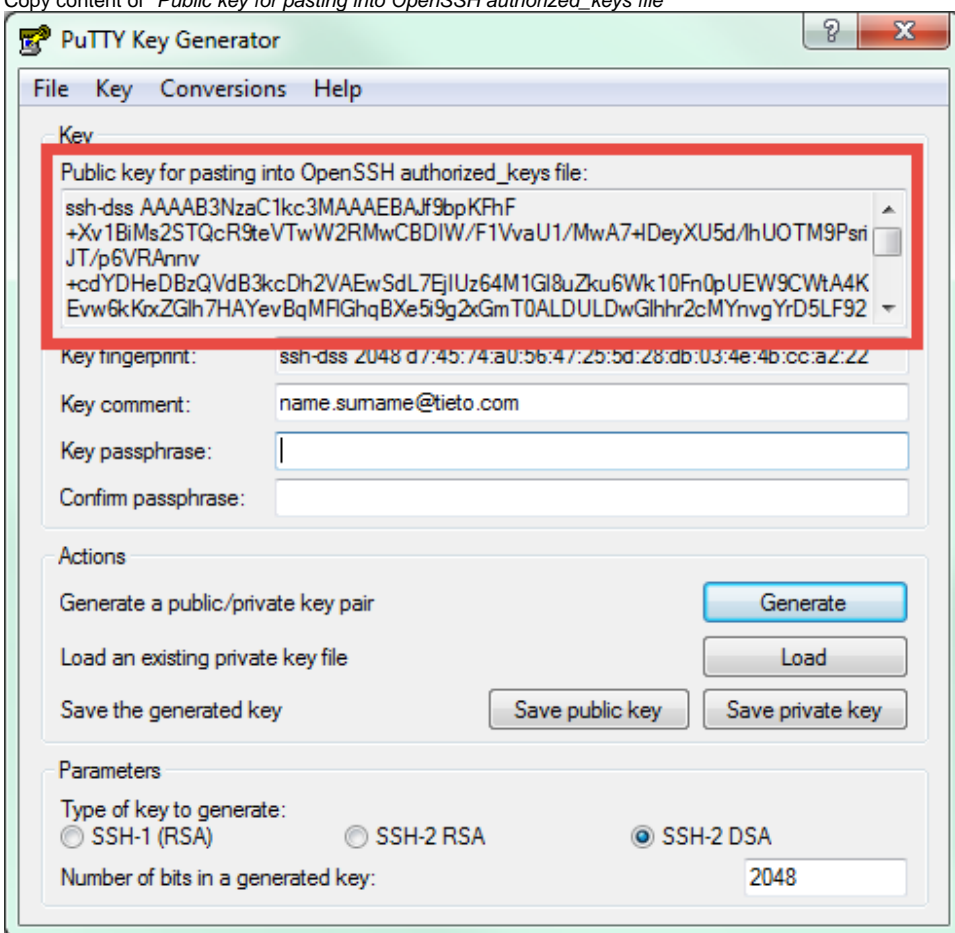 Copy content of "Public key for pasting into OpenSSH authorized_keys file"
PuTTY Key Generator
File Key Conversions Help
Key
Public key for pasting into OpenSSH authorized_keys file:
ssh-dss AAAAB3NzaC1kc3MAAAEBAJf9bpKFhF
+Xv1BiMs2STQcR9teVTwW2RMwCBDIW/F1VvaU1/MwA7+lDeyXU5d/lhUOTM9Psri
JT/p6VRAnnv
+cdYDHeDBzQVdB3kcDh2VAEwSdL7EjIUz64M1Gl8uZku6Wk10Fn0pUEW9CWtA4K
Evw6kKrxZGlh7HAYevBqMFlGhqBXe5i9g2xGmT0ALDULDwGlhhr2cMYnvgYrD5LF92
Key fingerprint: ssh-dss 2048 d7:45:74:a0:56:47:25:5d:28:db:03:4e:4b:cc:a2:22
Key comment: name.surname@tieto.com
Key passphrase:
Confirm passphrase:
Actions
Generate a public/private key pair Generate
Load an existing private key file Load
Save the generated key Save public key Save private key
Parameters
Type of key to generate:
SSH-1 (RSA) SSH-2 RSA SSH-2 DSA
Number of bits in a generated key: 2048